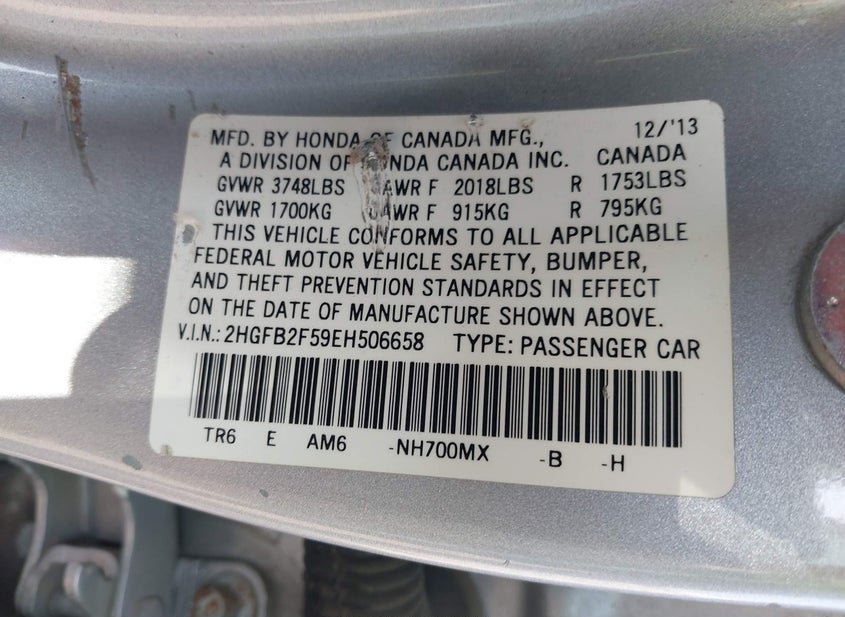 MFD. BY HONDA OF CANADA MFG., 12/'13
A DIVISION OF HONDA CANADA INC. CANADA
GVWR 3748LBS GAWR F 2018LBS R 1753LBS
GVWR 1700KG GAWR F 915KG R 795KG
THIS VEHICLE CONFORMS TO ALL APPLICABLE
FEDERAL MOTOR VEHICLE SAFETY, BUMPER,
AND THEFT PREVENTION STANDARDS IN EFFECT
ON THE DATE OF MANUFACTURE SHOWN ABOVE.
V.I.N.: 2HGFB2F59EH506658 TYPE: PASSENGER CAR
TR6 E AM6 -NH700MX -B -H